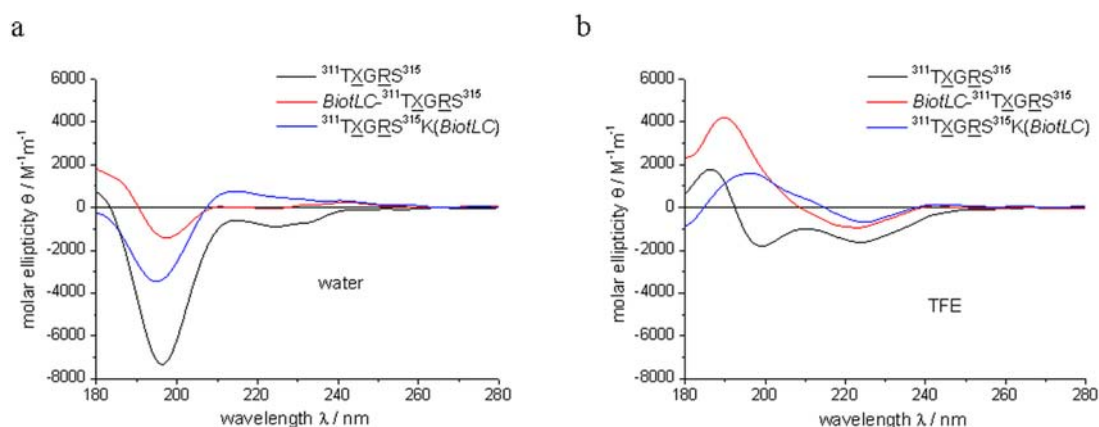 a
6000
4000
2000
0
-2000
-4000
-6000
-8000
molar ellipticity θ / M⁻¹m⁻¹
³¹¹TXGRS³¹⁵
BiotLC-³¹¹TXGRS³¹⁵
³¹¹TXGRS³¹⁵K(BiotLC)
water
180 200 220 240 260 280
wavelength λ / nm
b
6000
4000
2000
0
-2000
-4000
-6000
-8000
molar ellipticity θ / M⁻¹m⁻¹
³¹¹TXGRS³¹⁵
BiotLC-³¹¹TXGRS³¹⁵
³¹¹TXGRS³¹⁵K(BiotLC)
TFE
180 200 220 240 260 280
wavelength λ / nm